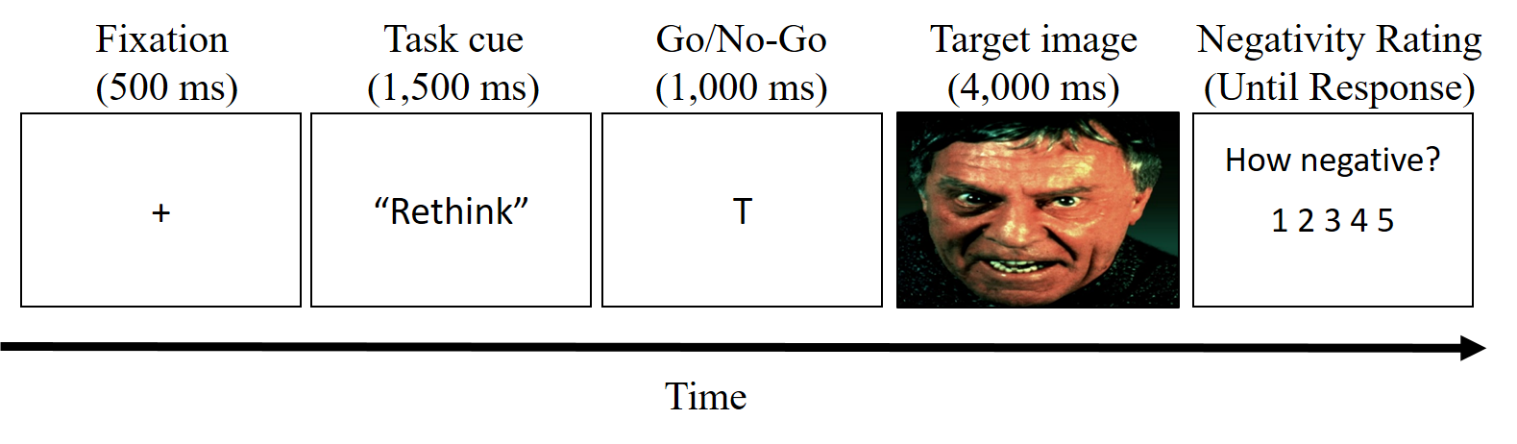 Fixation
(500 ms)
Task cue
(1,500 ms)
Go/No-Go
(1,000 ms)
Target image
(4,000 ms)
Negativity Rating
(Until Response)
+
“Rethink”
T
How negative?
1 2 3 4 5
Time